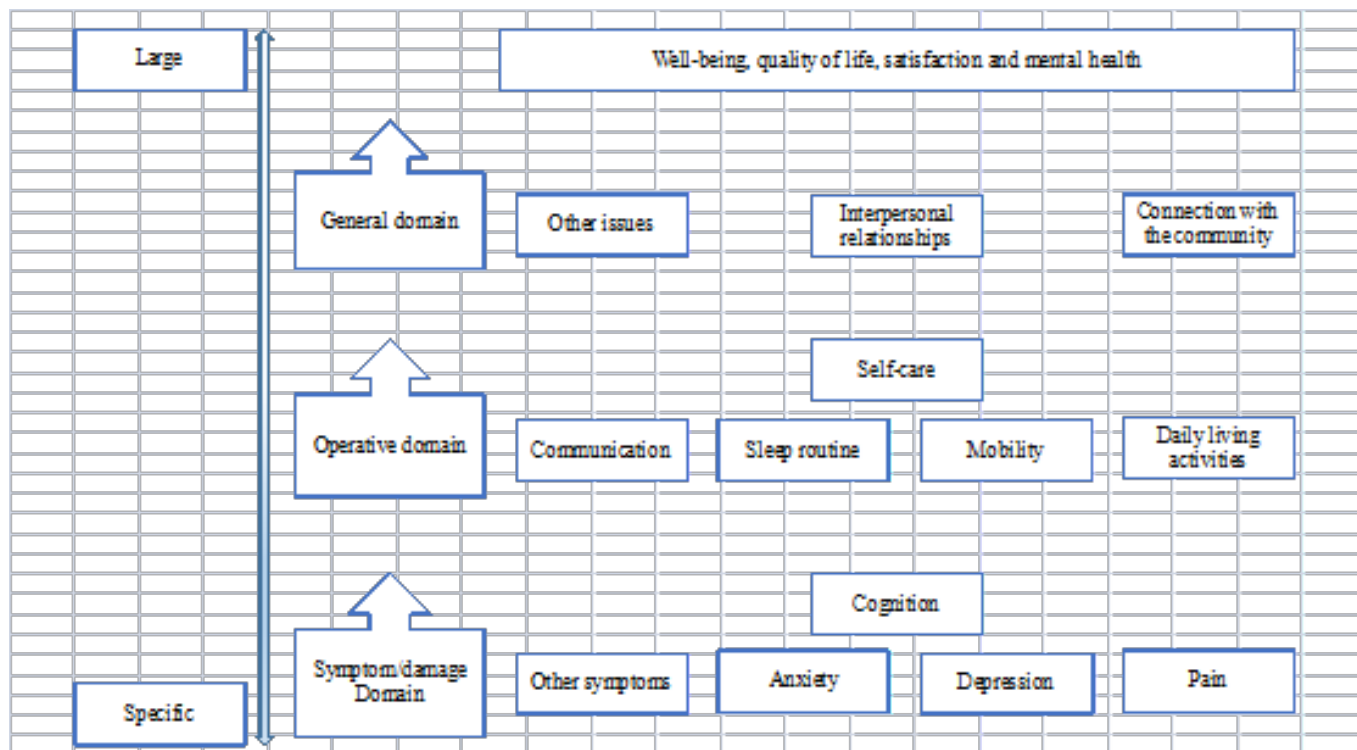 Large
Well-being, quality of life, satisfaction and mental health
General domain
Other issues
Interpersonal
relationships
Connection with
the community
Self-care
Operative domain
Communication
Sleep routine
Mobility
Daily living
activities
Cognition
Symptom/damage
Domain
Other symptoms
Anxiety
Depression
Pain
Specific